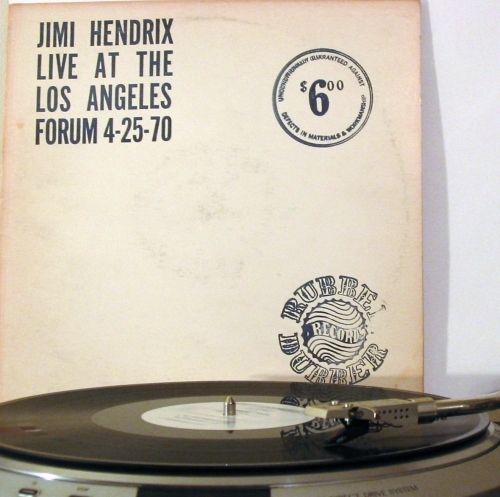 JIMI HENDRIX
LIVE AT THE
LOS ANGELES
FORUM 4-25-70
UNCONDITIONALLY GUARANTEED AGAINST
$6.00
DEFECTS IN MATERIALS & WORKMANSHIP
RUBBER
RECORD
DUBBER